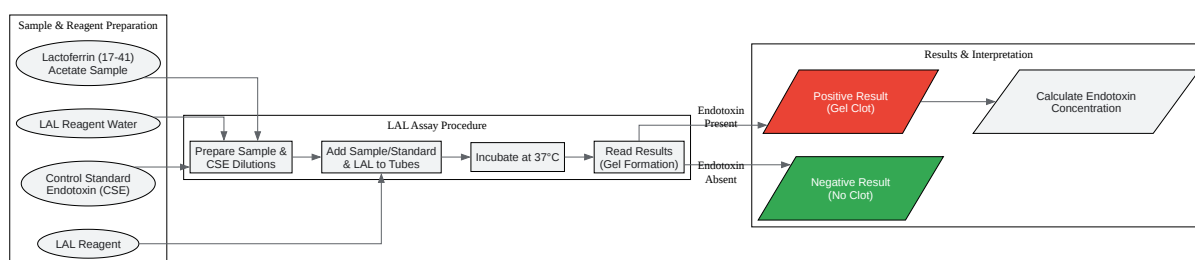 Sample & Reagent Preparation
Lactoferrin (17-41)
Acetate Sample
LAL Reagent Water
Control Standard
Endotoxin (CSE)
LAL Reagent
LAL Assay Procedure
Prepare Sample &
CSE Dilutions
Add Sample/Standard
& LAL to Tubes
Incubate at 37°C
Read Results
(Gel Formation)
Endotoxin
Present
Endotoxin
Absent
Results & Interpretation
Positive Result
(Gel Clot)
Calculate Endotoxin
Concentration
Negative Result
(No Clot)